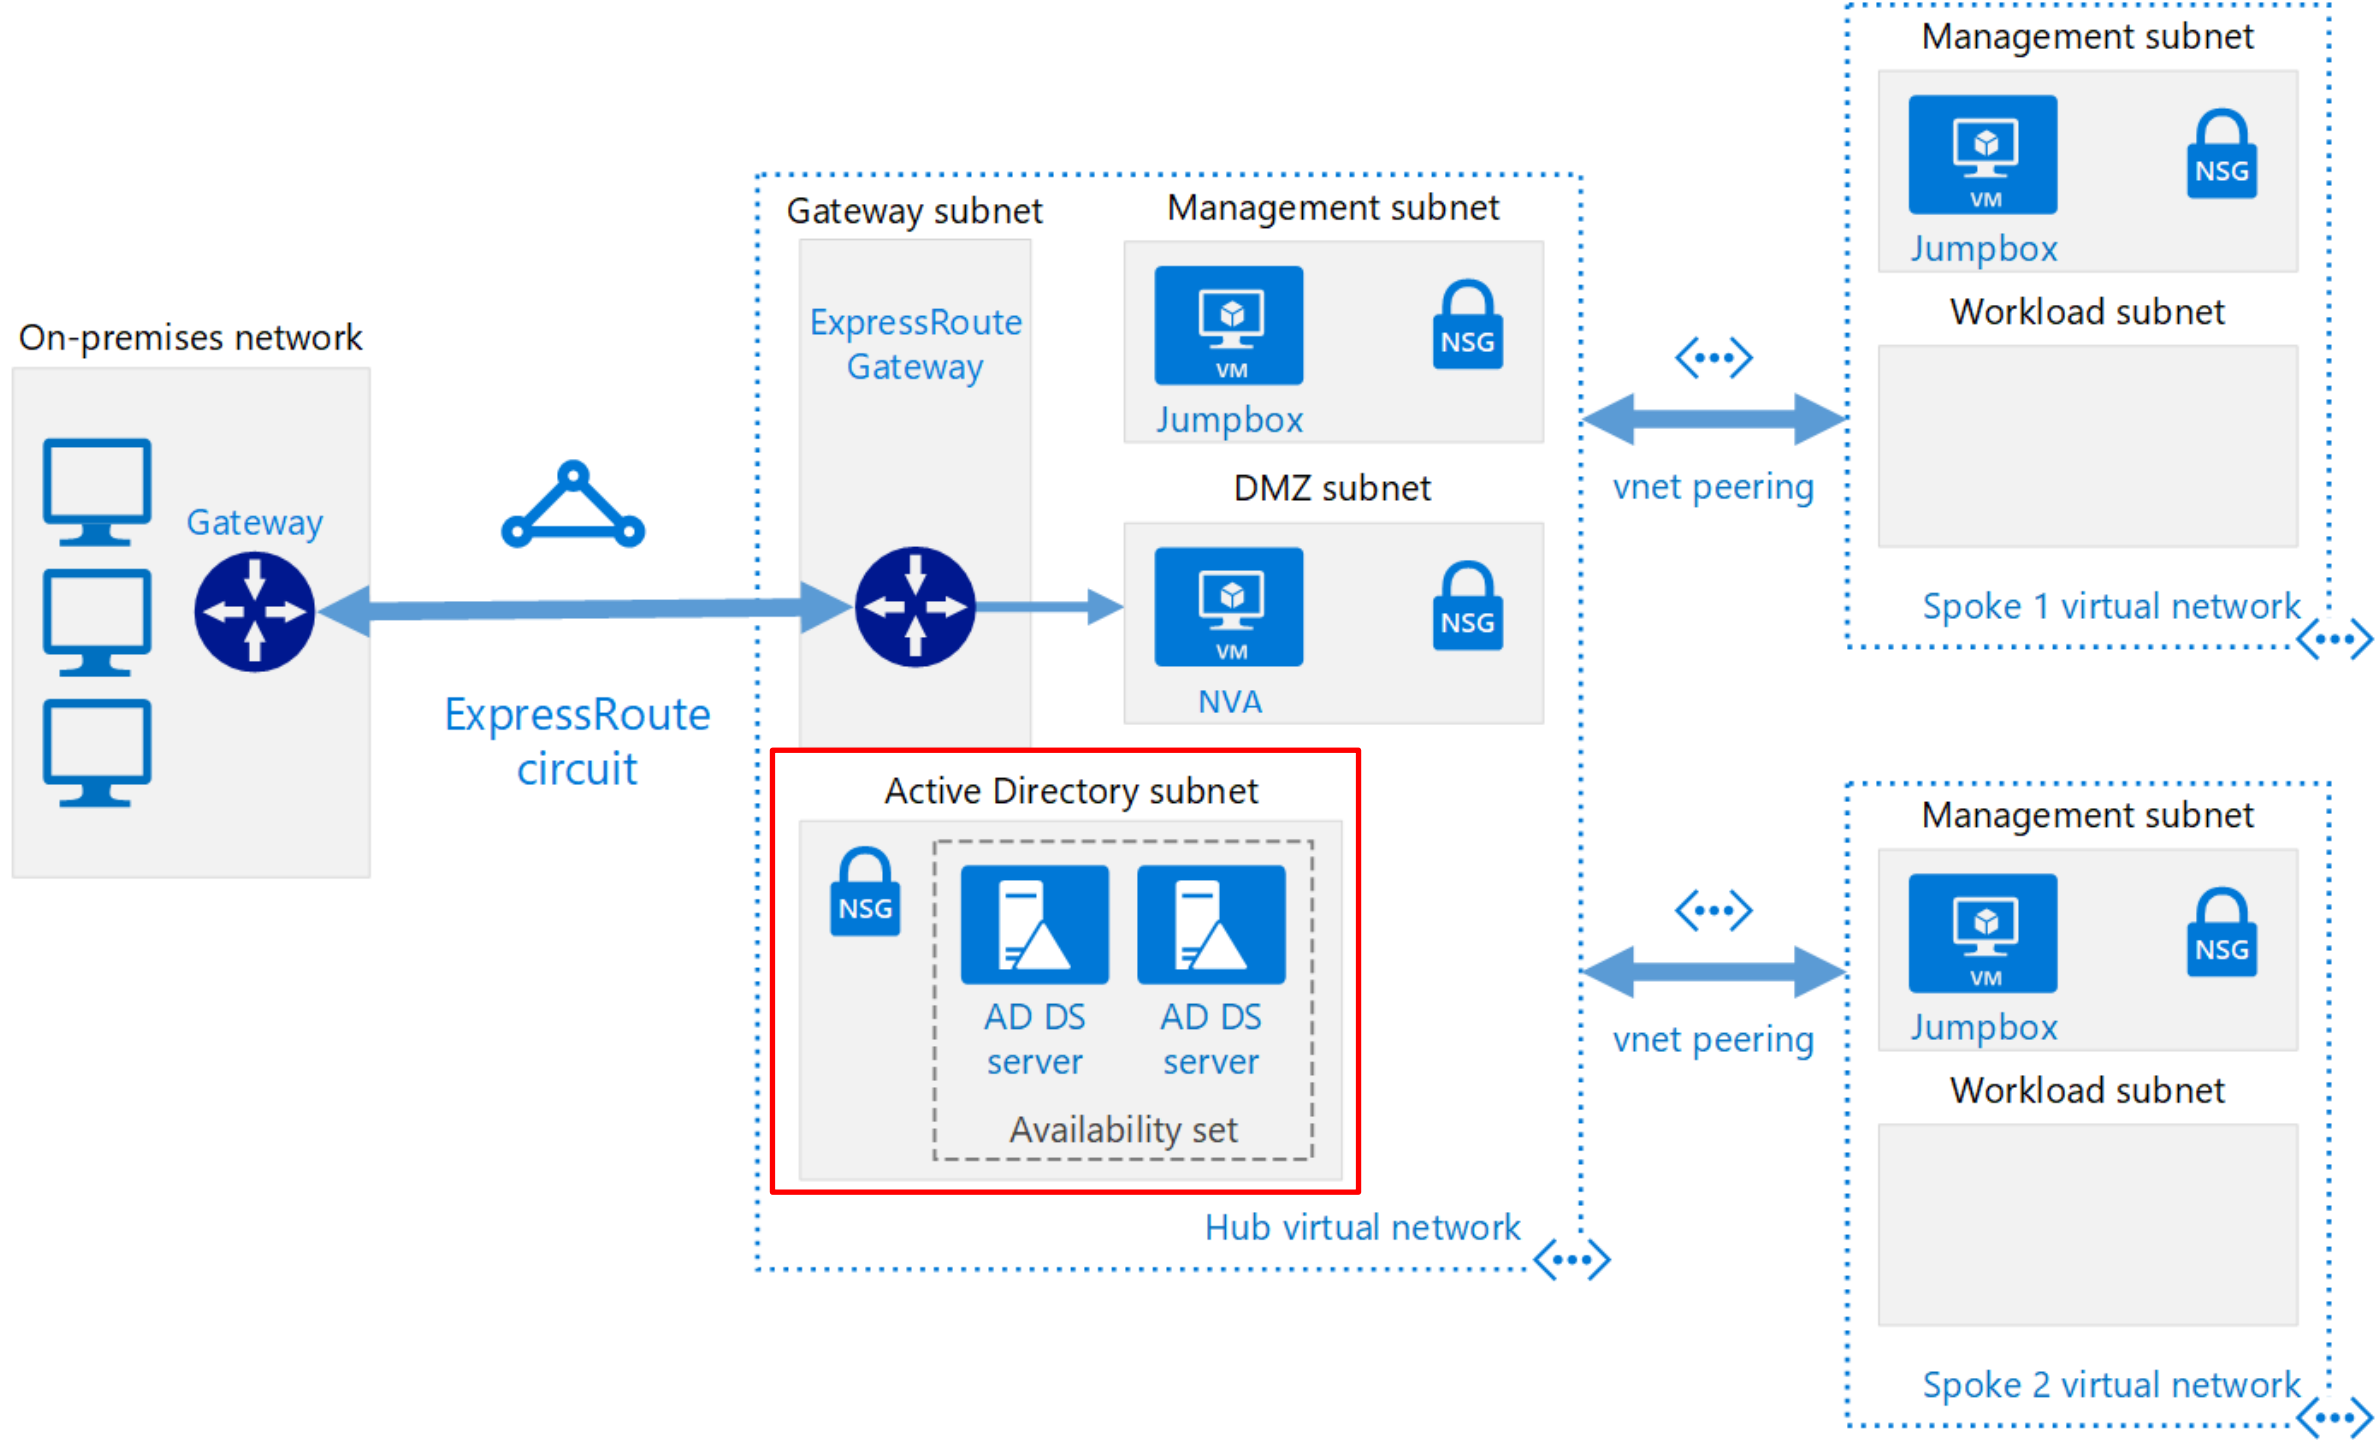 On-premises network
Gateway
ExpressRoute
circuit
Gateway subnet
ExpressRoute
Gateway
Management subnet
VM
Jumpbox
NSG
DMZ subnet
VM
NVA
NSG
Active Directory subnet
NSG
AD DS
server
AD DS
server
Availability set
Hub virtual network
vnet peering
vnet peering
Management subnet
VM
Jumpbox
NSG
Workload subnet
Spoke 1 virtual network
Management subnet
VM
Jumpbox
NSG
Workload subnet
Spoke 2 virtual network